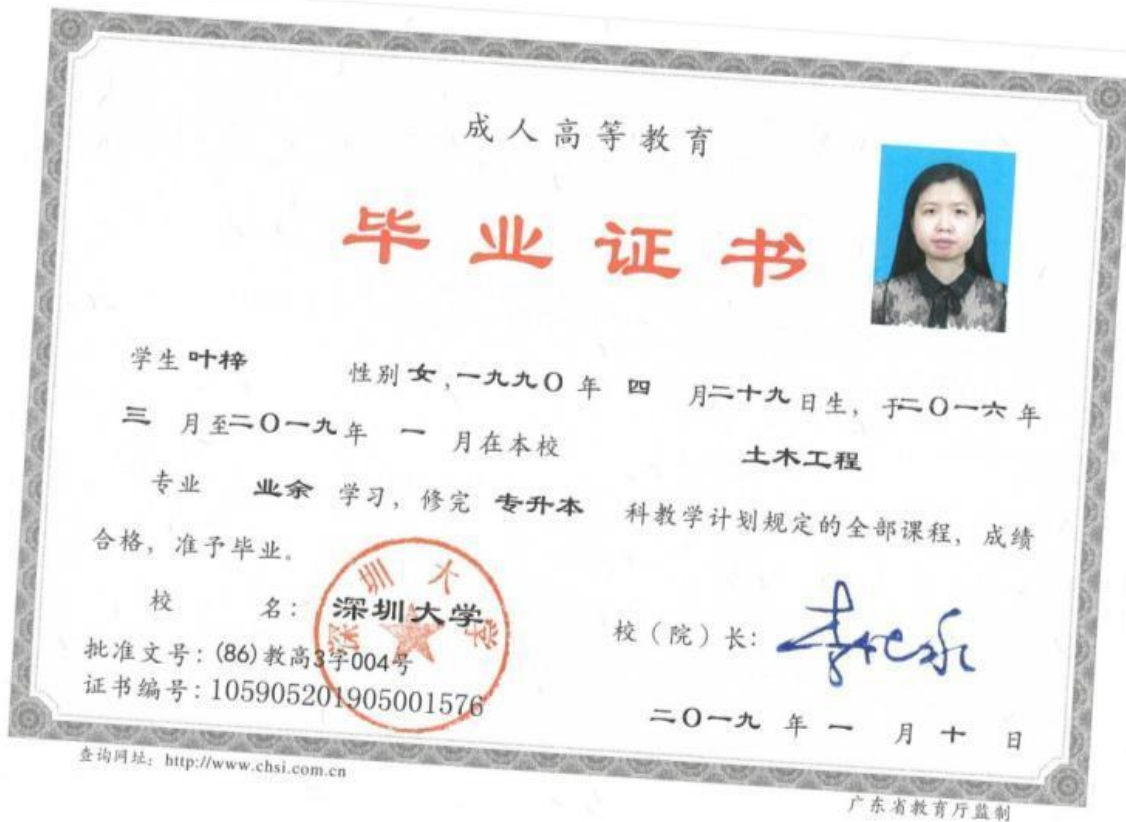 成人高等教育
毕业证书
学生 叶梓 性别 女,一九九〇 年 四 月二十九日生，于二〇一六年
三 月至二〇一九年 一 月在本校 土木工程
专业 业余 学习，修完 专升本 科教学计划规定的全部课程，成绩
合格，准予毕业。
校 名：深圳大学
深圳大学
校（院）长：
批准文号：(86)教高3字004号
证书编号：105905201905001576
二〇一九 年 一 月 十 日
查询网址：http://www.chsi.com.cn
广东省教育厅监制